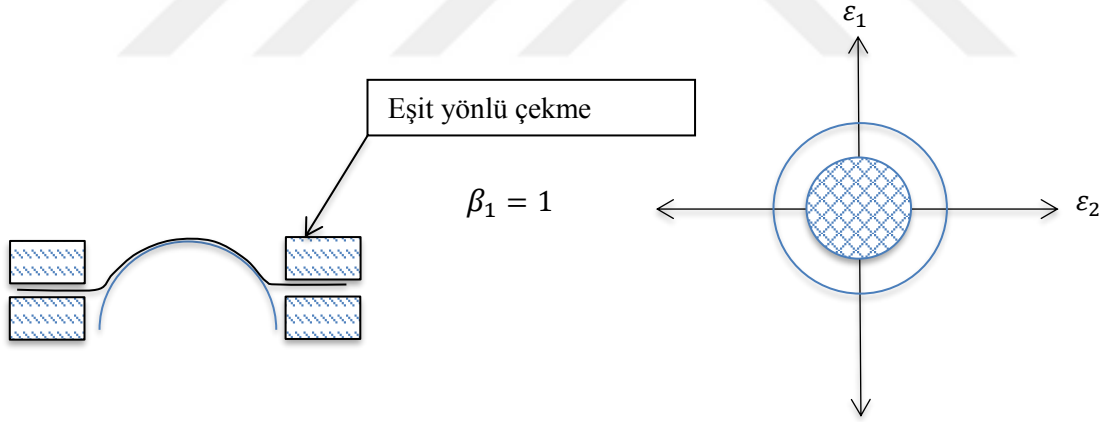 ε₁
Eşit yönlü çekme
β₁ = 1
ε₂